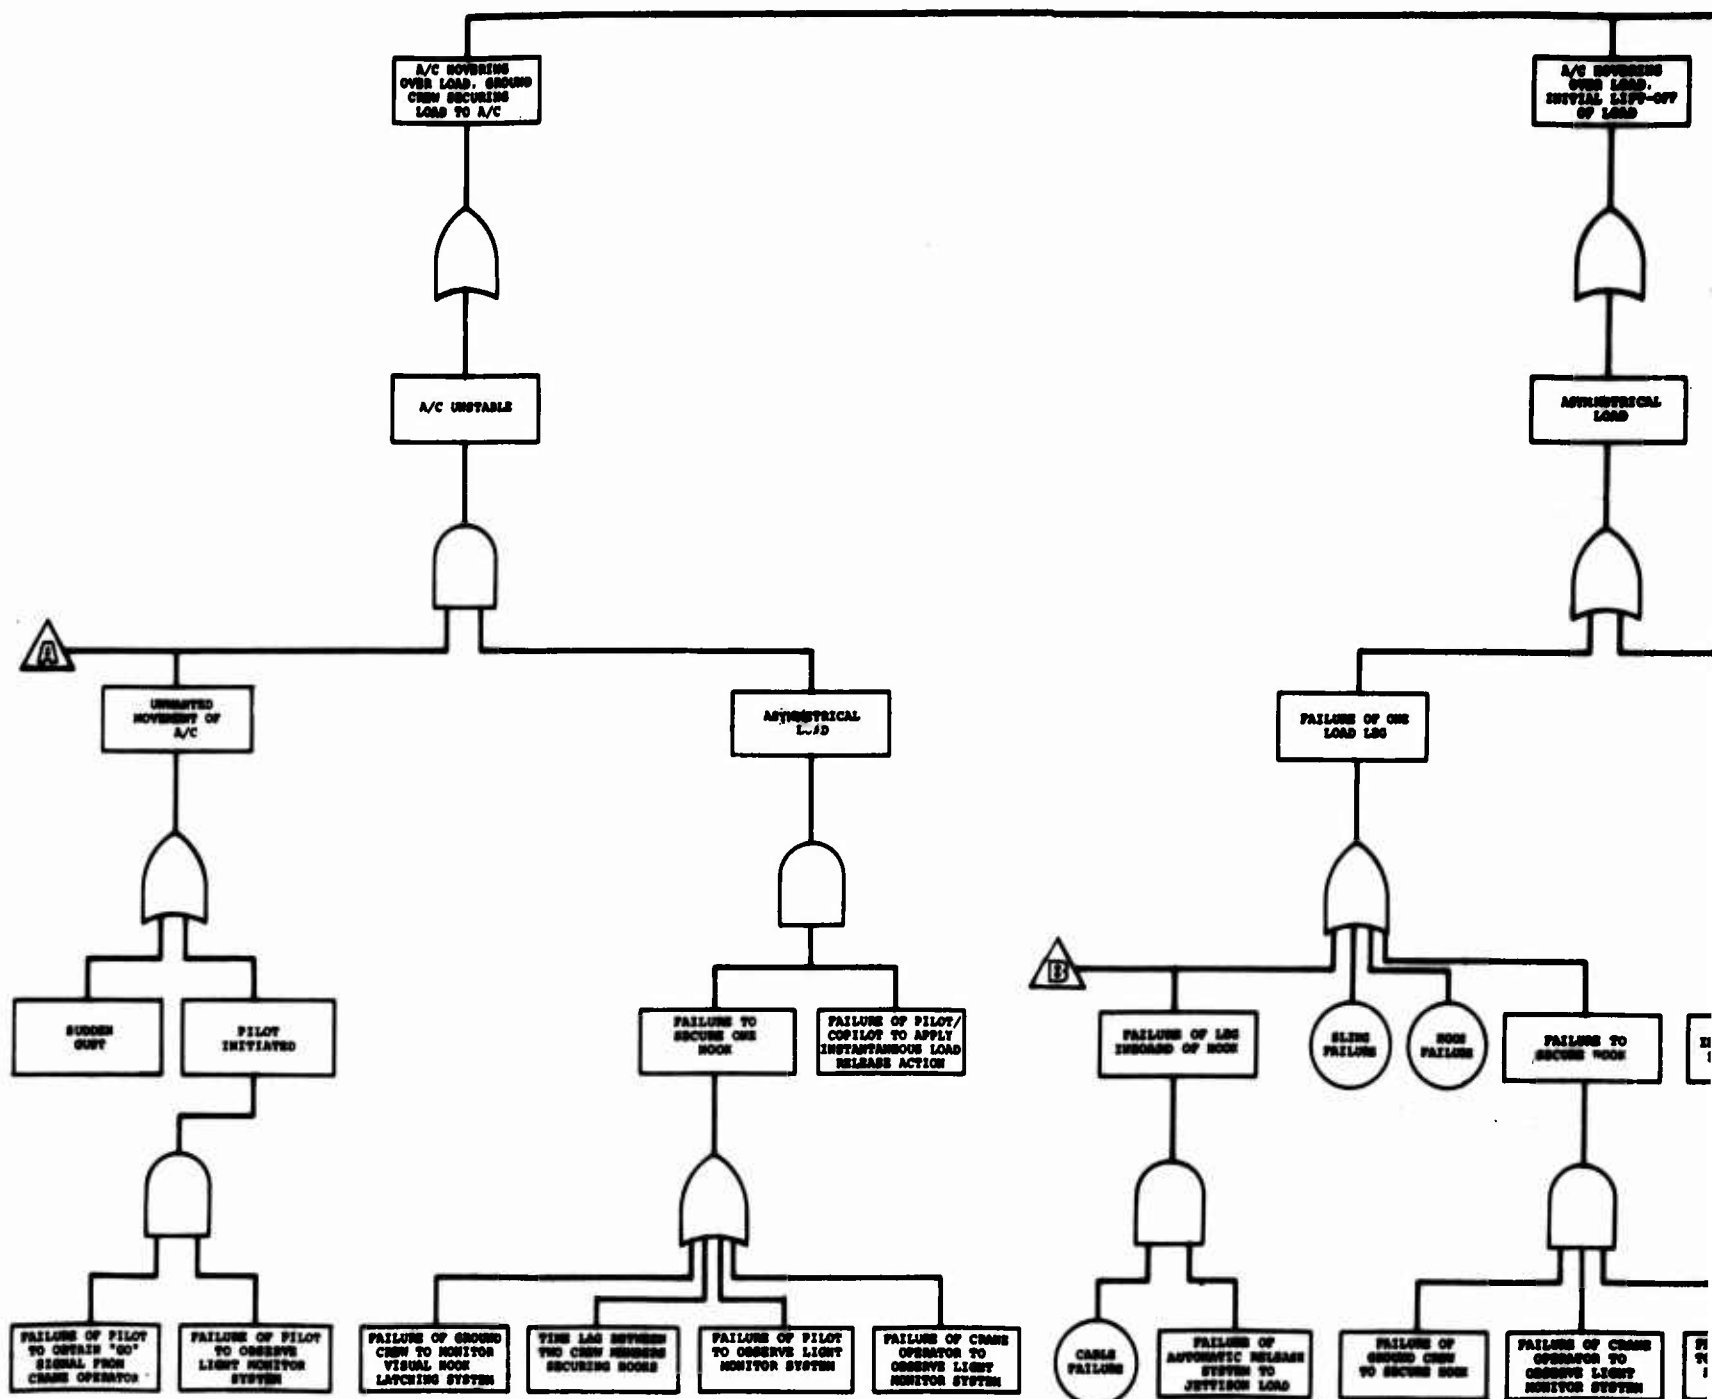 A/C HOVERING
OVER LOAD, GROUND
CREW SECURING
LOAD TO A/C
A/C HOVERING
OVER LOAD,
INITIAL LIFT-OFF
OF LOAD
A/C UNSTABLE
ASYMMETRICAL
LOAD
A
UNWANTED
MOVEMENT OF
A/C
ASYMMETRICAL
LOAD
FAILURE OF ONE
LOAD LEG
B
SUDDEN
GUST
PILOT
INITIATED
FAILURE TO
SECURE ONE
HOOK
FAILURE OF PILOT/
COPILOT TO APPLY
INSTANTANEOUS LOAD
RELEASE ACTION
FAILURE OF LEG
INBOARD OF HOOK
SLING
FAILURE
HOOK
FAILURE
FAILURE TO
SECURE HOOK
FAILURE OF PILOT
TO OBTAIN "GO"
SIGNAL FROM
CRANE OPERATOR
FAILURE OF PILOT
TO OBSERVE
LIGHT MONITOR
SYSTEM
FAILURE OF GROUND
CREW TO MONITOR
VISUAL HOOK
LATCHING SYSTEM
TIME LAG BETWEEN
TWO CREW MEMBERS
SECURING HOOKS
FAILURE OF PILOT
TO OBSERVE LIGHT
MONITOR SYSTEM
FAILURE OF CRANE
OPERATOR TO
OBSERVE LIGHT
MONITOR SYSTEM
CABLE
FAILURE
FAILURE OF
AUTOMATIC RELEASE
SYSTEM TO
JETTISON LOAD
FAILURE OF
GROUND CREW
TO SECURE HOOK
FAILURE OF CRANE
OPERATOR TO
OBSERVE LIGHT
MONITOR SYSTEM